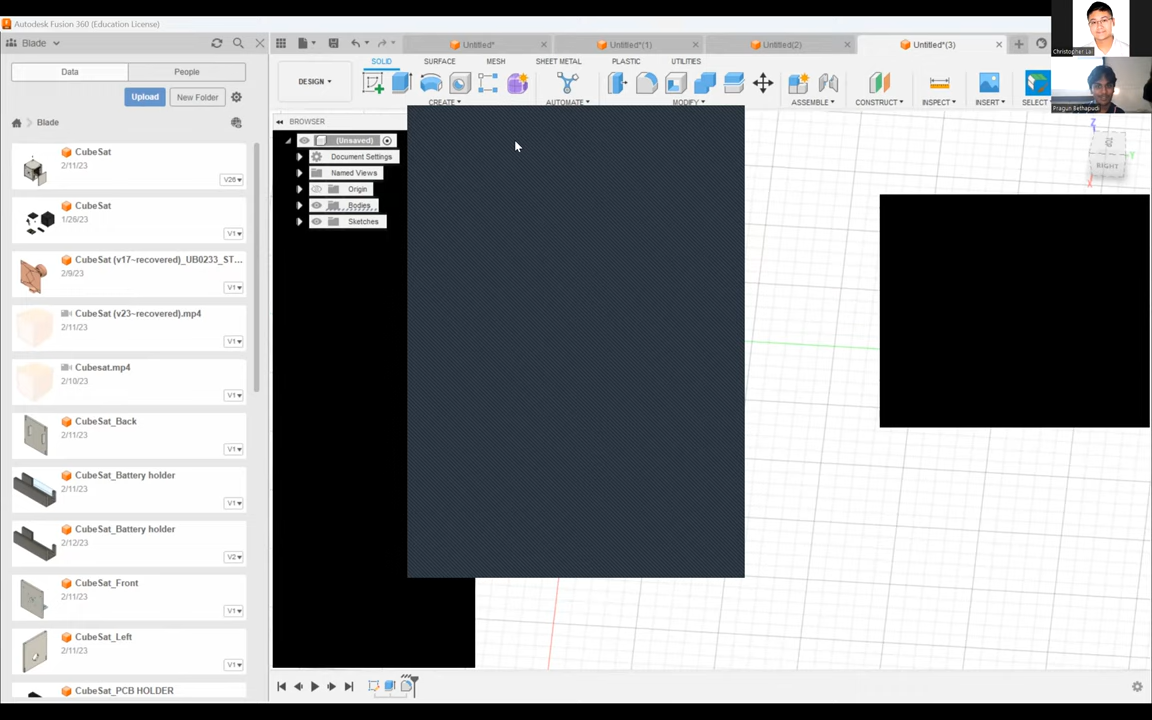 Autodesk Fusion 360 (Education License)
Blade
Untitled*
Untitled*(1)
Untitled(2)
Untitled*(3)
Data
People
SOLID
SURFACE
MESH
SHEET METAL
PLASTIC
UTILITIES
DESIGN
Upload
New Folder
CREATE
AUTOMATE
MODIFY
ASSEMBLE
CONSTRUCT
INSPECT
INSERT
SELECT
Christopher Lai
Pragun Bethapudi
Blade
BROWSER
(Unsaved)
Document Settings
Named Views
Origin
Bodies
Sketches
Z
RIGHT
CubeSat
2/11/23
V26
CubeSat
1/26/23
V1
CubeSat (v17~recovered)_UB0233_ST...
2/9/23
V1
CubeSat (v23~recovered).mp4
2/11/23
V1
Cubesat.mp4
2/10/23
V1
CubeSat_Back
2/11/23
V1
CubeSat_Battery holder
2/11/23
V1
CubeSat_Battery holder
2/12/23
V2
CubeSat_Front
2/11/23
V1
CubeSat_Left
2/11/23
V1
CubeSat_PCB HOLDER